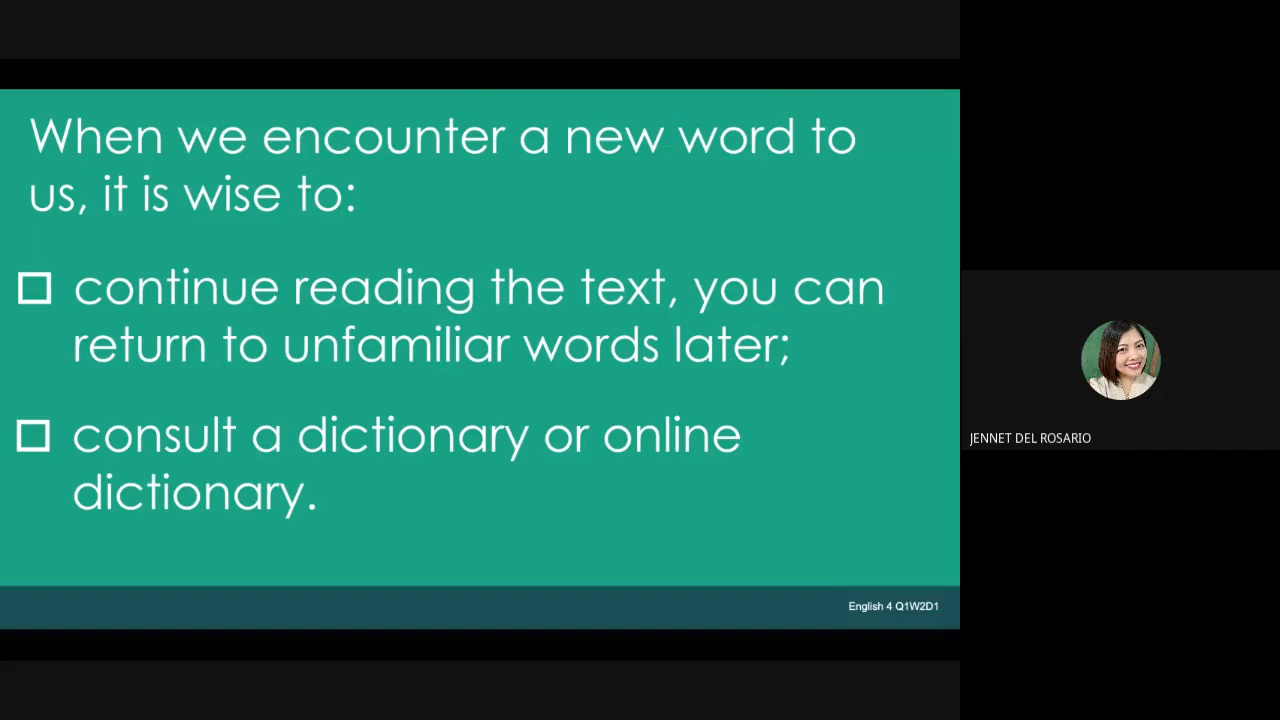 When we encounter a new word to
us, it is wise to:
continue reading the text, you can
return to unfamiliar words later;
consult a dictionary or online
dictionary.
English 4 Q1W2D1
JENNET DEL ROSARIO